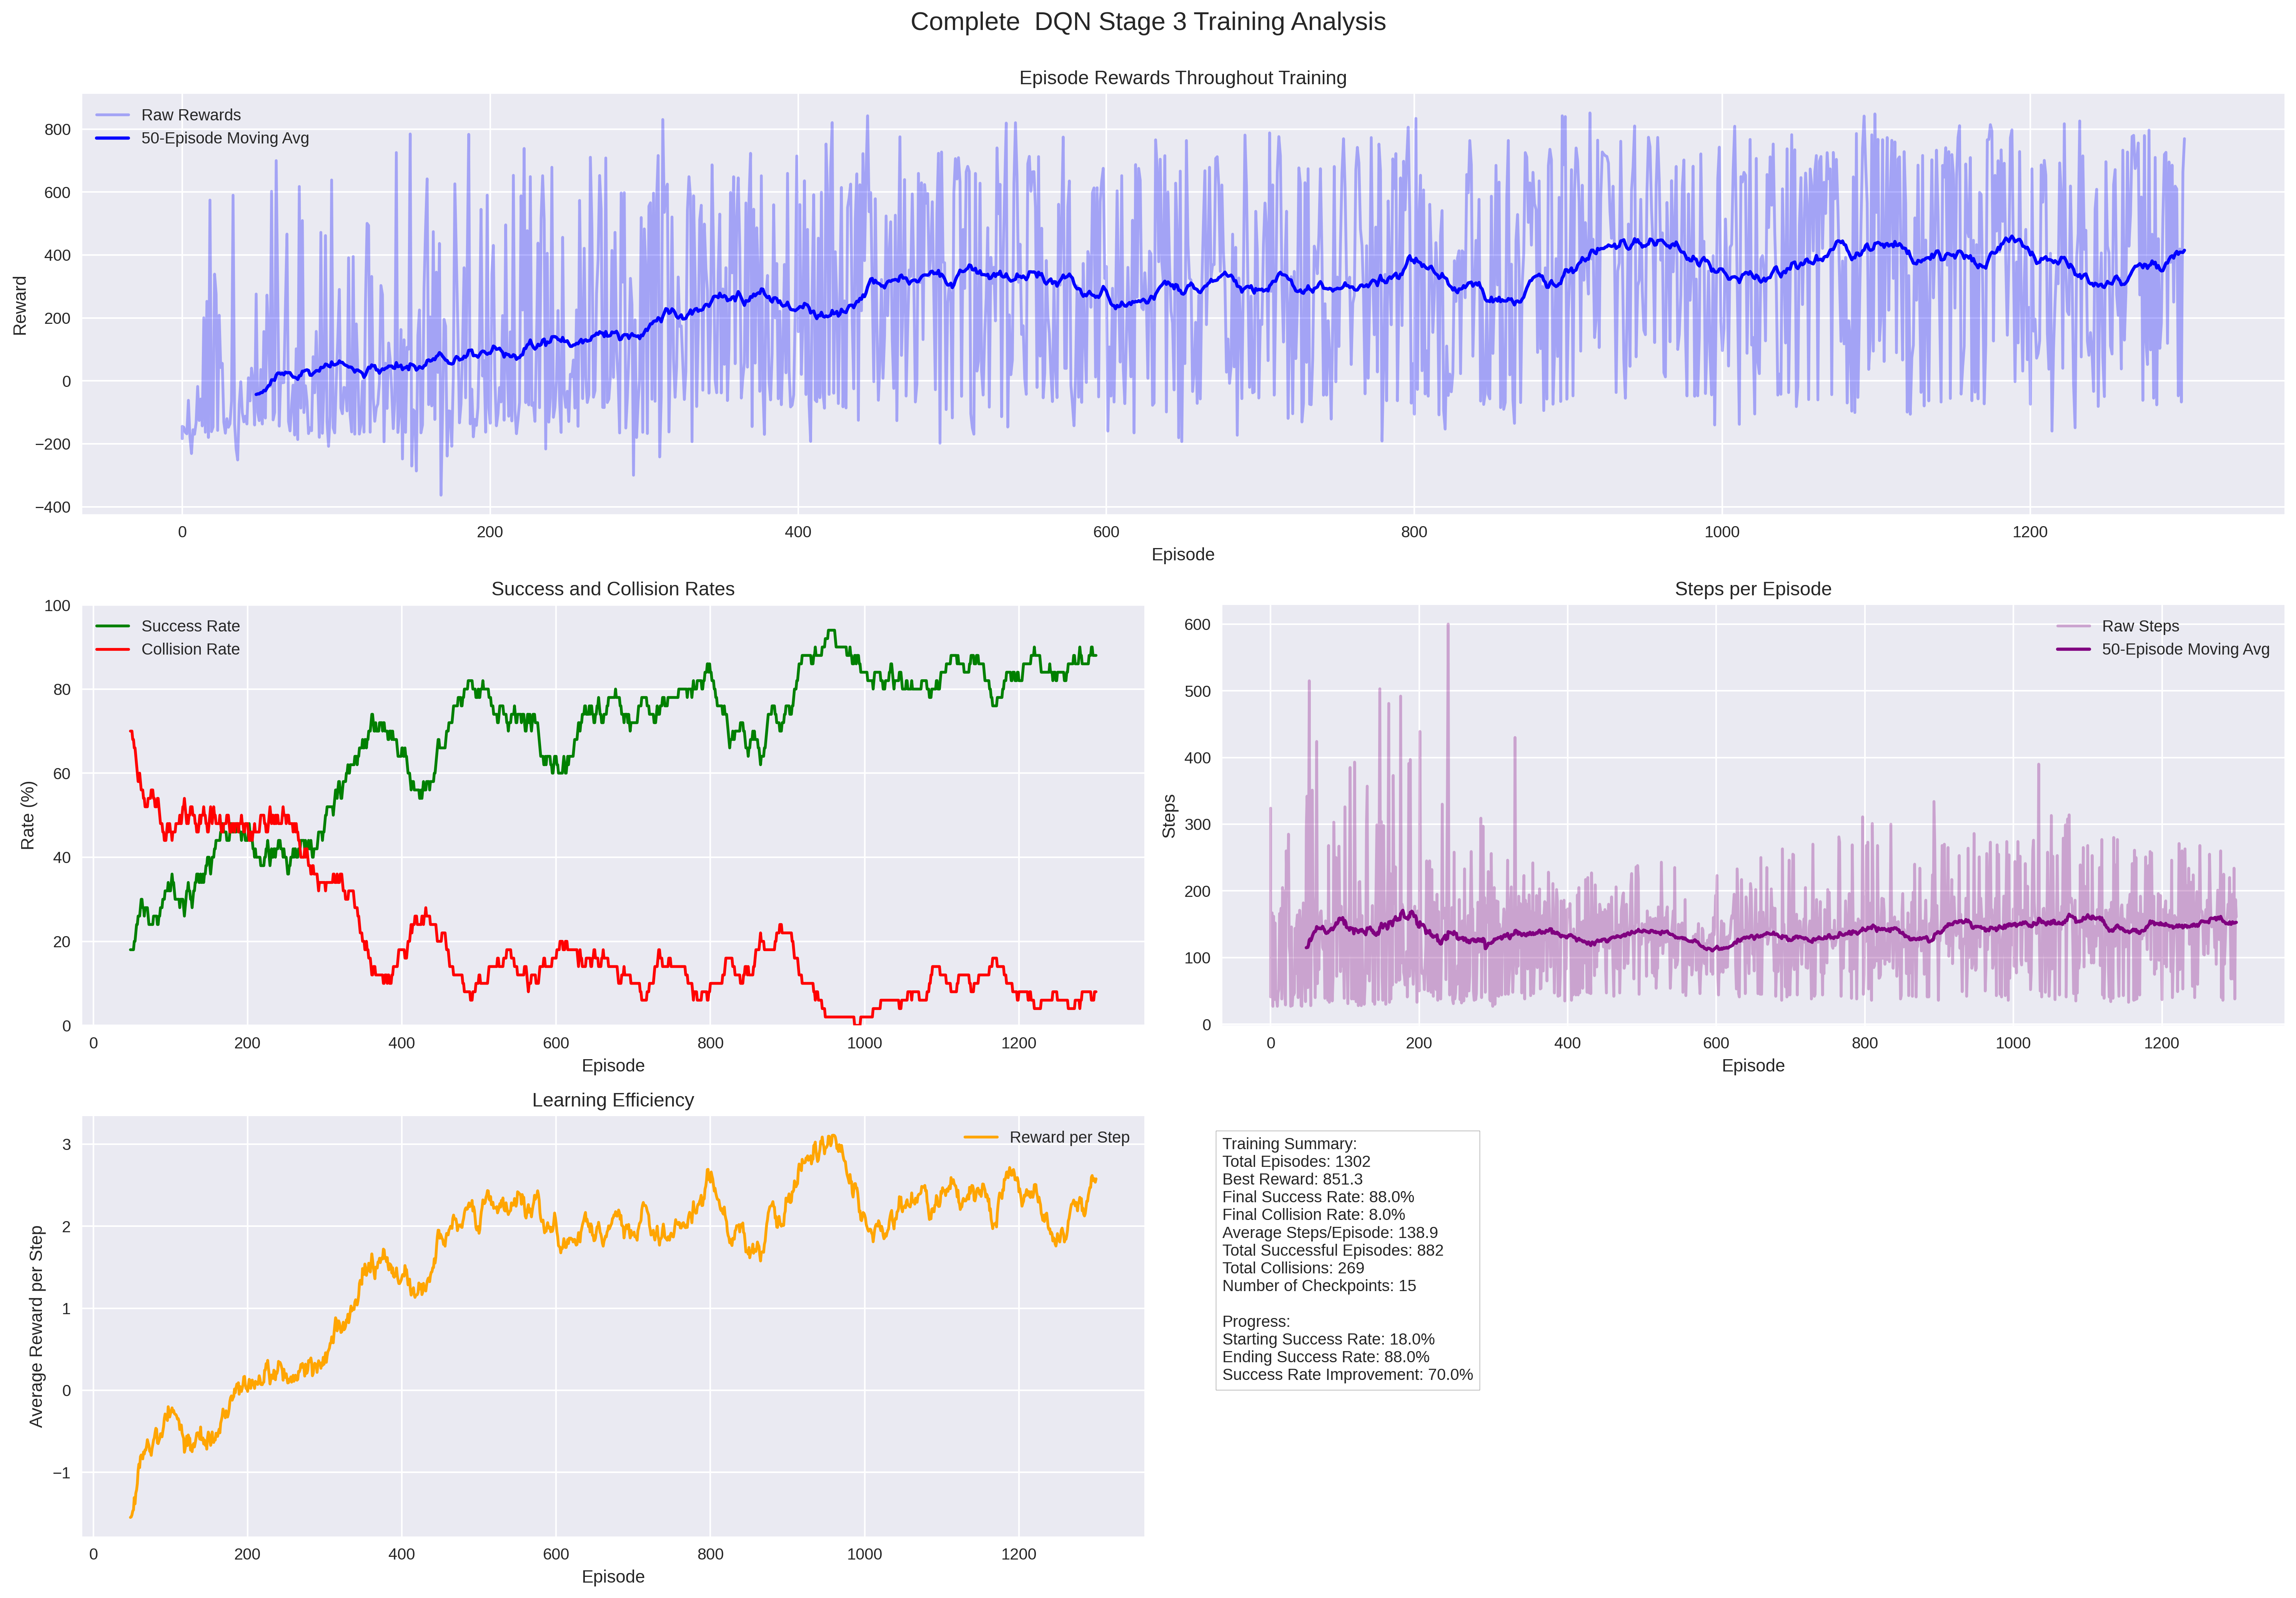 Complete  DQN Stage 3 Training Analysis
Episode Rewards Throughout Training
Raw Rewards
50-Episode Moving Avg
Reward
800
600
400
200
0
−200
−400
0 200 400 600 800 1000 1200
Episode
Success and Collision Rates
Success Rate
Collision Rate
Rate (%)
100
80
60
40
20
0
0 200 400 600 800 1000 1200
Episode
Steps per Episode
Raw Steps
50-Episode Moving Avg
Steps
600
500
400
300
200
100
0
0 200 400 600 800 1000 1200
Episode
Learning Efficiency
Reward per Step
Average Reward per Step
3
2
1
0
−1
0 200 400 600 800 1000 1200
Episode
Training Summary:
Total Episodes: 1302
Best Reward: 851.3
Final Success Rate: 88.0%
Final Collision Rate: 8.0%
Average Steps/Episode: 138.9
Total Successful Episodes: 882
Total Collisions: 269
Number of Checkpoints: 15
Progress:
Starting Success Rate: 18.0%
Ending Success Rate: 88.0%
Success Rate Improvement: 70.0%